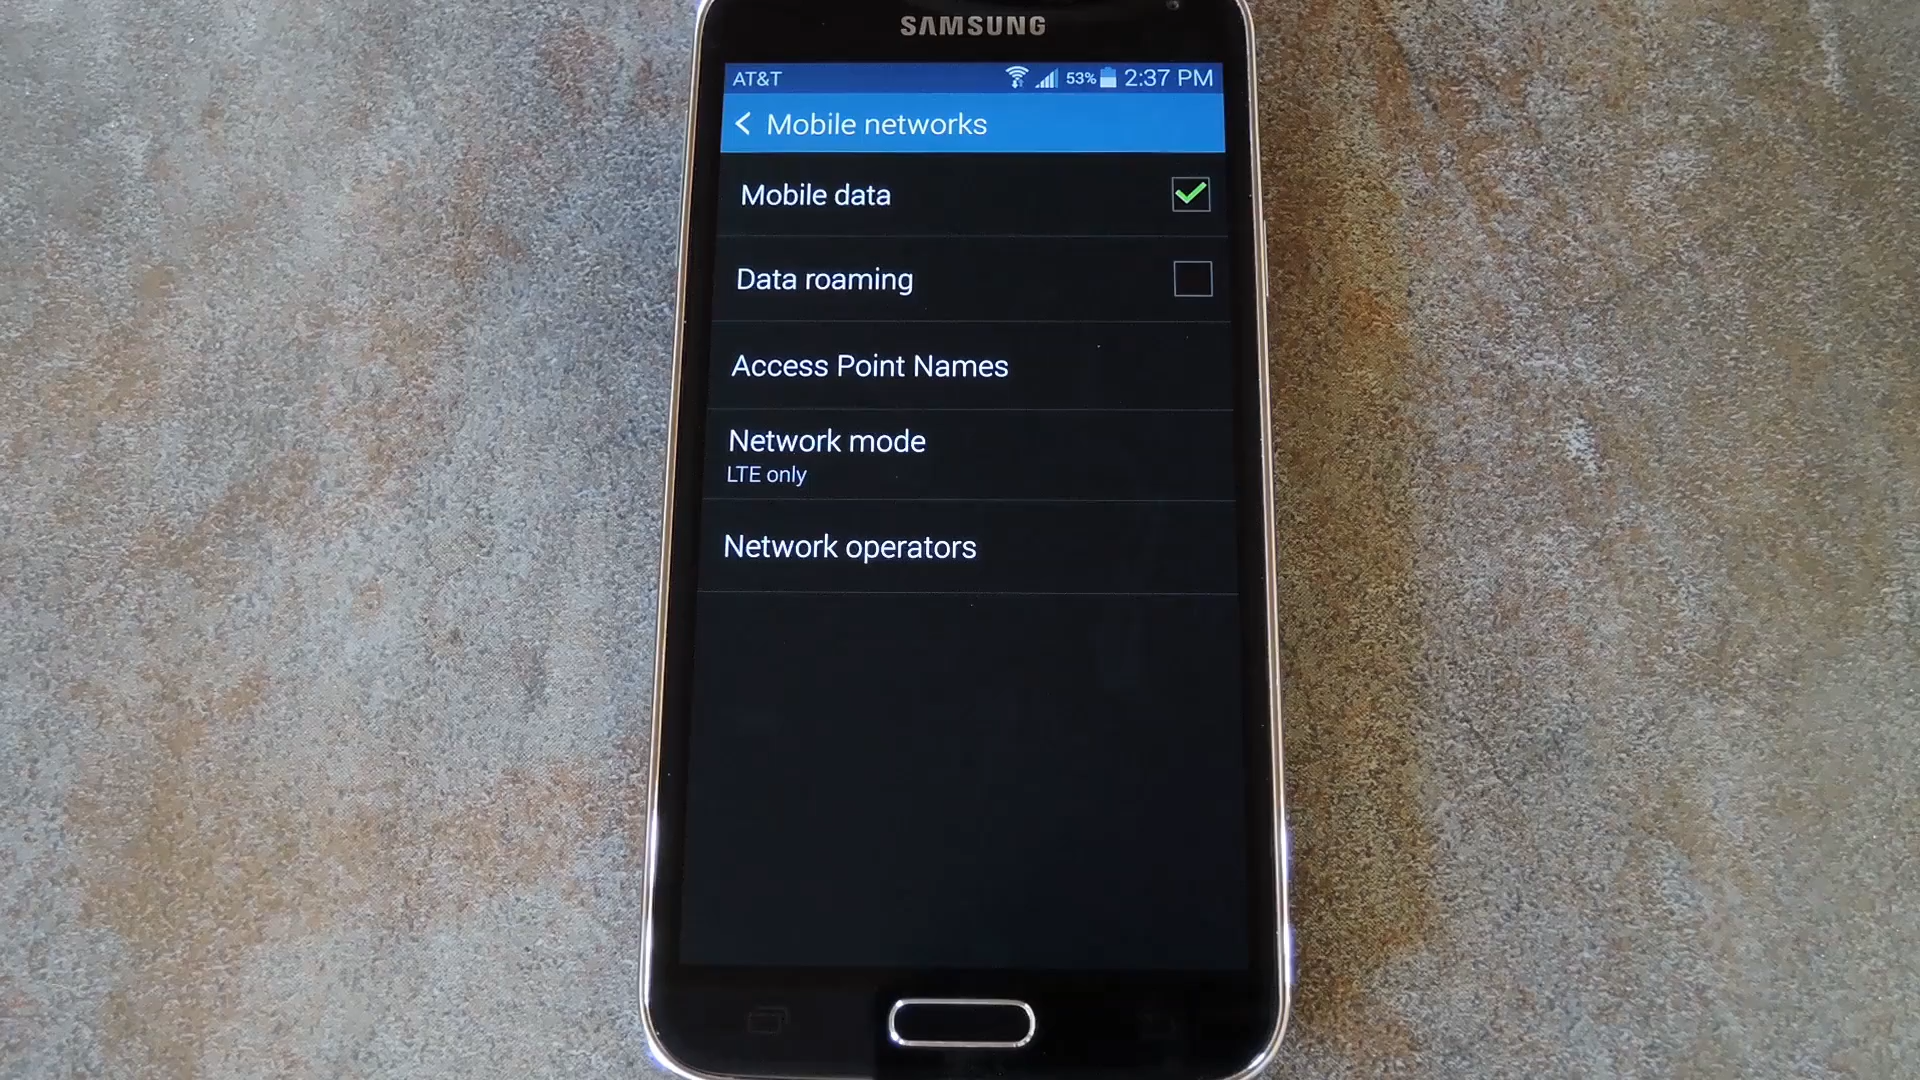 SAMSUNG
AT&T 53% 2:37 PM
Mobile networks
Mobile data
Data roaming
Access Point Names
Network mode
LTE only
Network operators